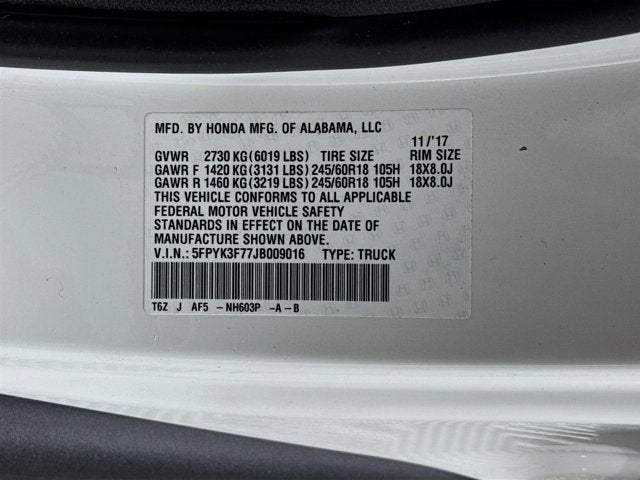 MFD. BY HONDA MFG. OF ALABAMA, LLC
11/'17
GVWR 2730 KG (6019 LBS) TIRE SIZE RIM SIZE
GAWR F 1420 KG (3131 LBS) 245/60R18 105H 18X8.0J
GAWR R 1460 KG (3219 LBS) 245/60R18 105H 18X8.0J
THIS VEHICLE CONFORMS TO ALL APPLICABLE
FEDERAL MOTOR VEHICLE SAFETY
STANDARDS IN EFFECT ON THE DATE OF
MANUFACTURE SHOWN ABOVE.
V.I.N.: 5FPYK3F77JB009016 TYPE: TRUCK
T6Z J AF5 -NH603P -A-B